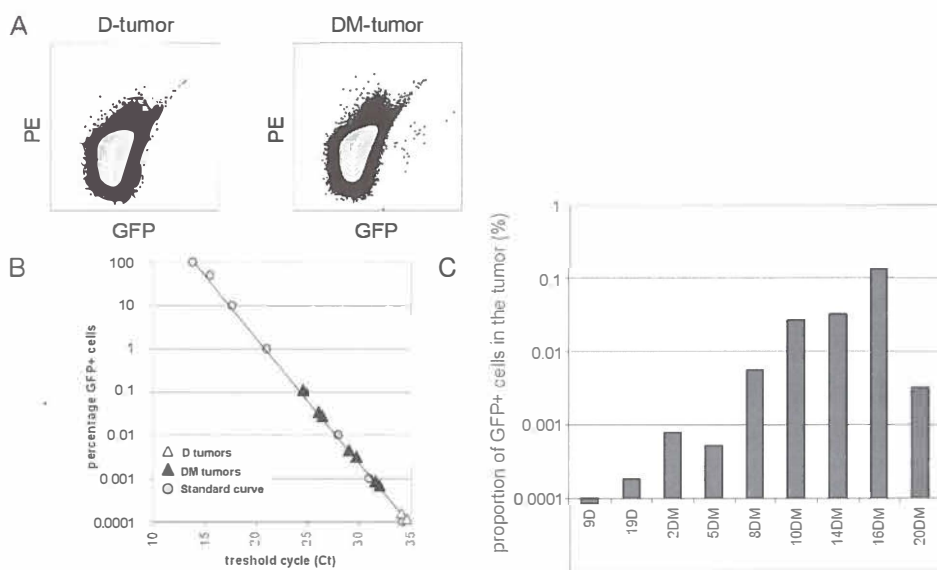 A
D-tumor
DM-tumor
PE
PE
GFP
GFP
B
percentage GFP+ cells
100
10
1
0.1
0.01
0.001
0.0001
D tumors
DM tumors
Standard curve
10
15
20
25
30
35
treshold cycle (Ct)
C
proportion of GFP+ cells in the tumor (%)
1
0.1
0.01
0.001
0 0001
9D
19D
2DM
5DM
8DM
10DM
14DM
16DM
20DM